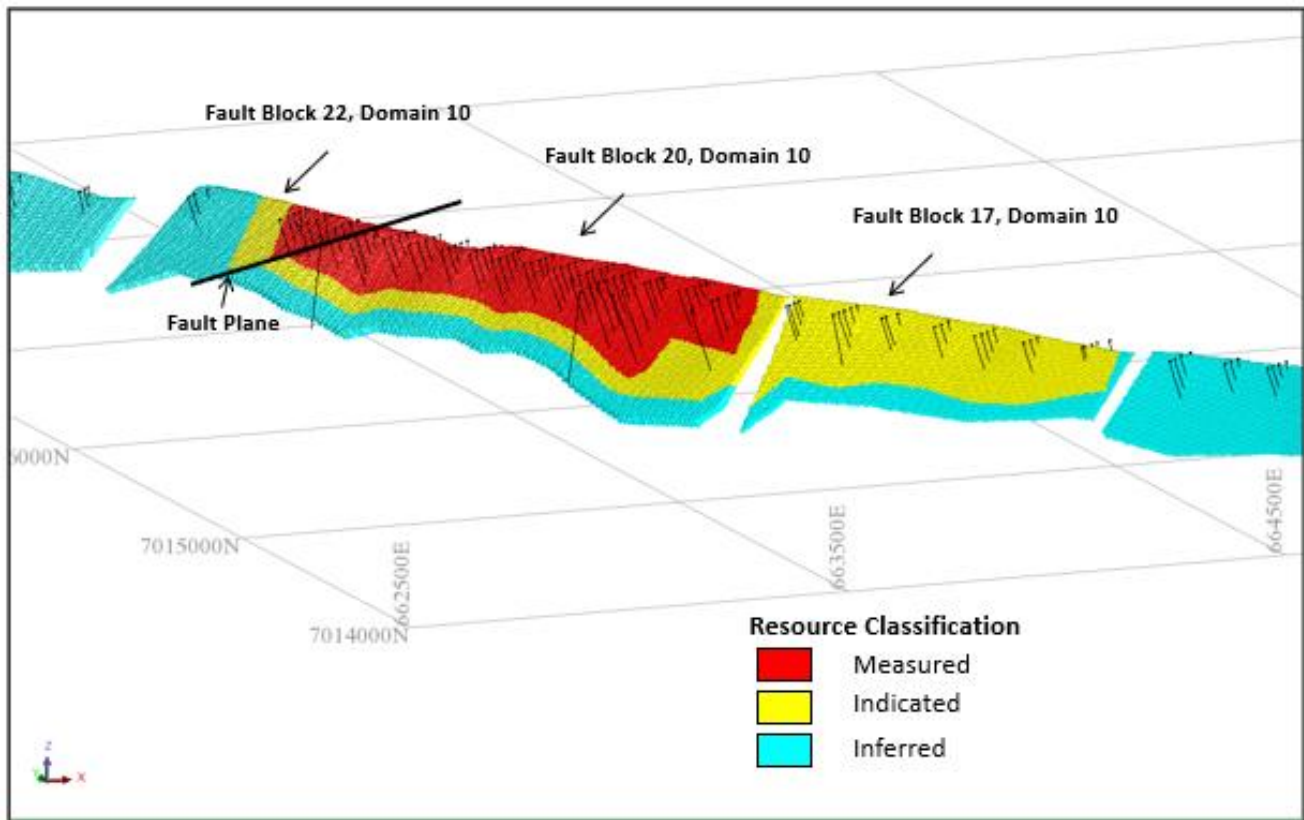 Fault Block 22, Domain 10
Fault Block 20, Domain 10
Fault Block 17, Domain 10
Fault Plane
5000N
7015000N
7014000N
662500E
663500E
664500E
Resource Classification
Measured
Indicated
Inferred
Z
Y
X